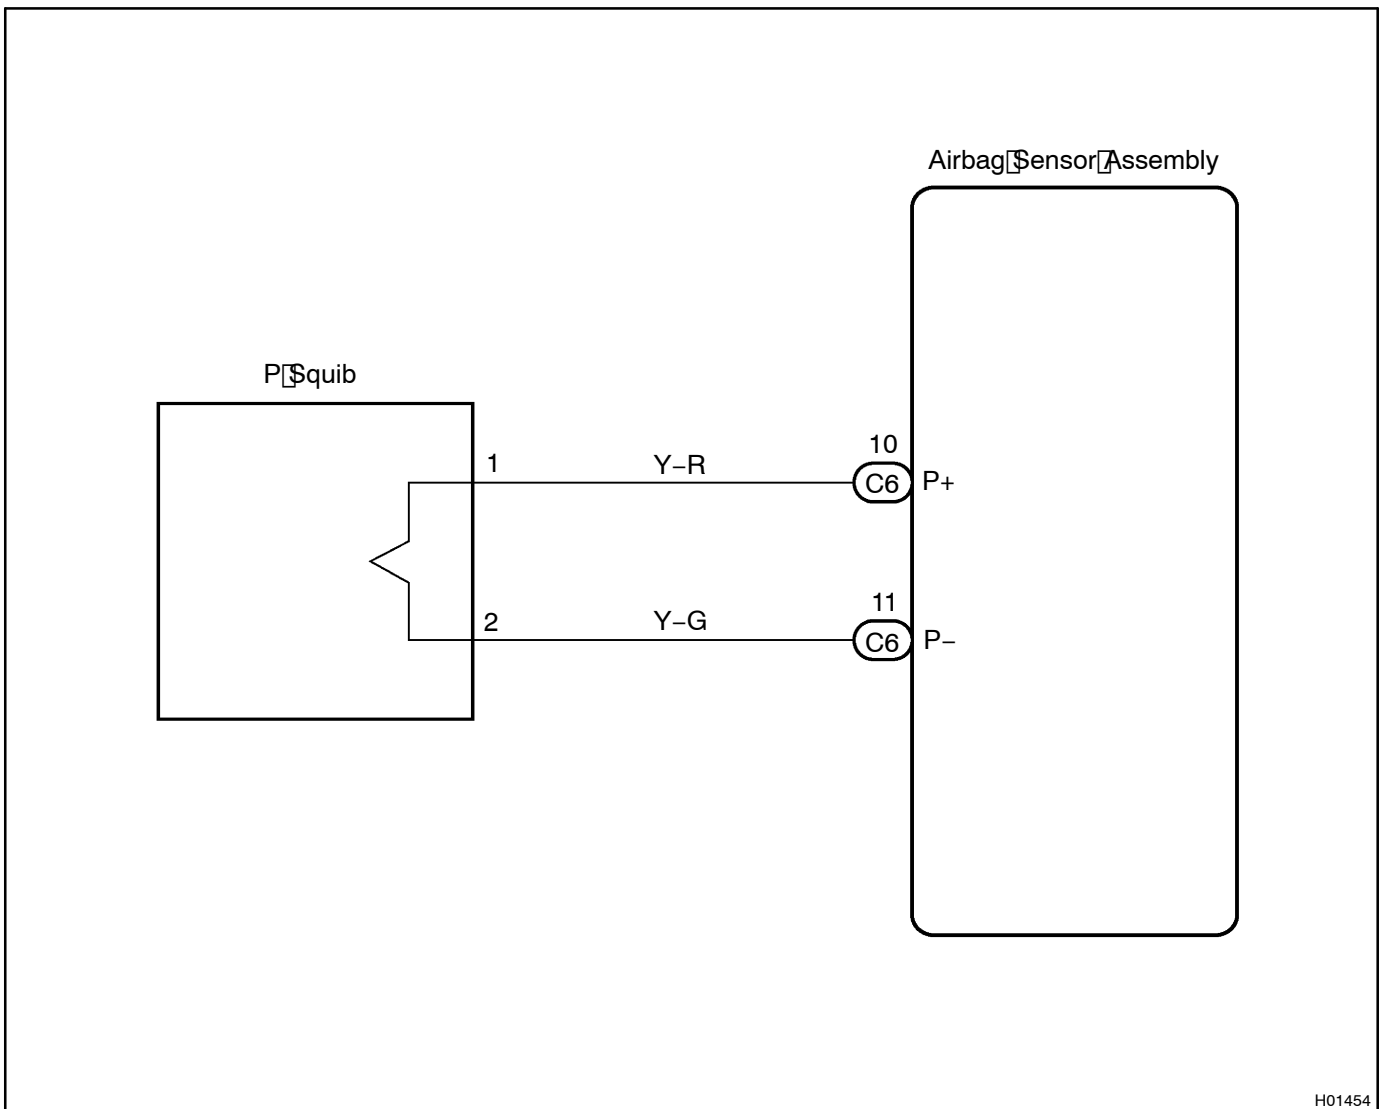 Airbag Sensor Assembly
P Squib
10
1
Y−R
C6
P+
11
2
Y−G
C6
P−
H01454